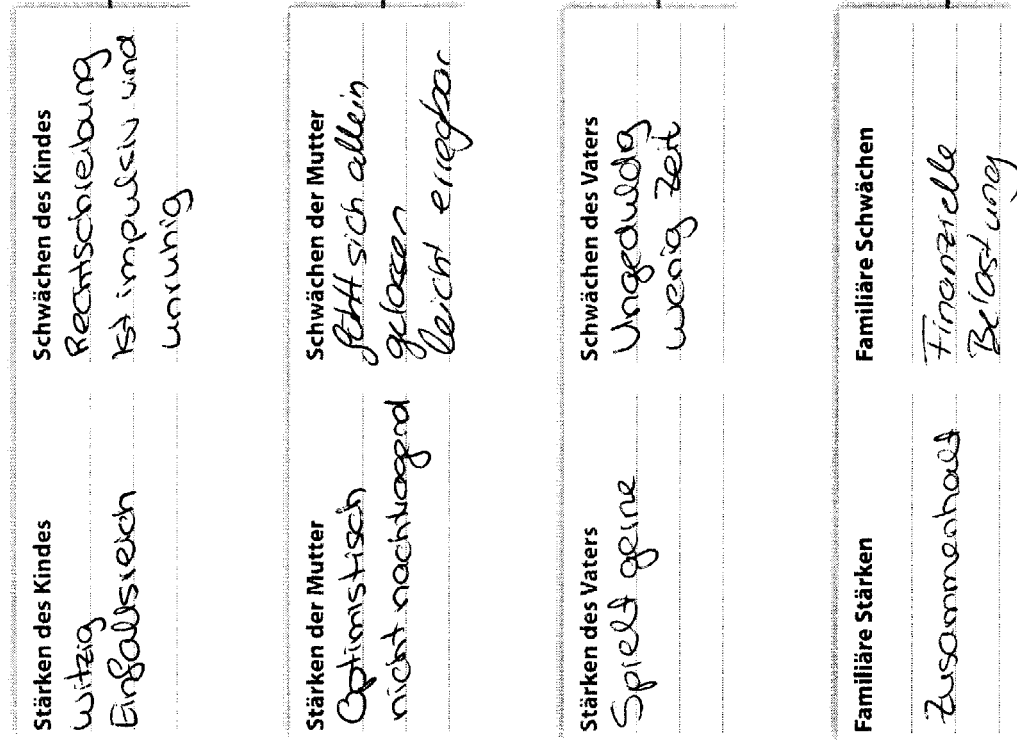 Stärken des Kindes
Witzig
Einfallsreich
Schwächen des Kindes
Rechtschreibung
Ist impulsiv und
unruhig
Stärken der Mutter
Optimistisch
nicht nachtragend
Schwächen der Mutter
fühlt sich allein
gelassen
leicht erregbar
Stärken des Vaters
Spielt gerne
Schwächen des Vaters
Ungeduldig
wenig Zeit
Familiäre Stärken
Zusammenhalt
Familiäre Schwächen
Finanzielle
Belastung